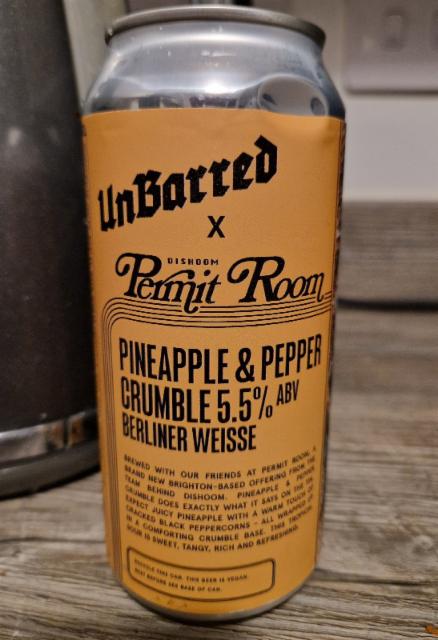 UnBarred
X
DISHOOM
Permit Room
PINEAPPLE & PEPPER
CRUMBLE 5.5% ABV
BERLINER WEISSE
BREWED WITH OUR FRIENDS AT PERMIT ROOM, A
BRAND NEW BRIGHTON-BASED OFFERING FROM THE
TEAM BEHIND DISHOOM. PINEAPPLE & PEPPER
CRUMBLE DOES EXACTLY WHAT IT SAYS ON THE TIN.
EXPECT JUICY PINEAPPLE WITH A WARM TOUCH OF
CRACKED BLACK PEPPERCORNS - ALL WRAPPED UP
IN A COMFORTING CRUMBLE BASE. THIS TROPICAL
SOUR IS SWEET, TANGY, RICH AND REFRESHING.
RECYCLE THIS CAN. THIS BEER IS VEGAN.
BEST BEFORE SEE BASE OF CAN.